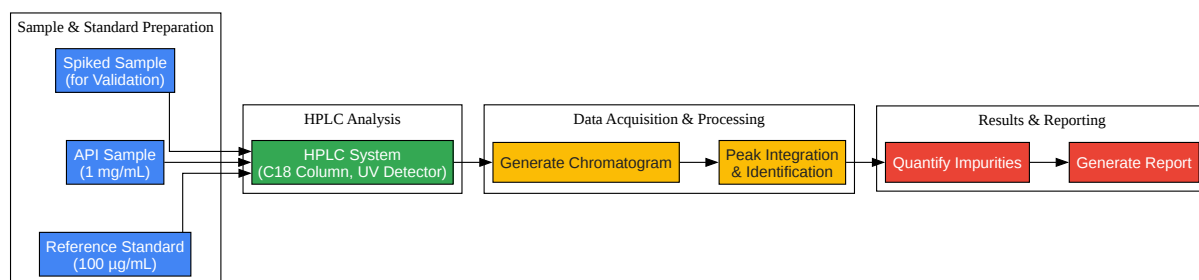 Sample & Standard Preparation
Spiked Sample
(for Validation)
API Sample
(1 mg/mL)
Reference Standard
(100 µg/mL)
HPLC Analysis
HPLC System
(C18 Column, UV Detector)
Data Acquisition & Processing
Generate Chromatogram
Peak Integration
& Identification
Results & Reporting
Quantify Impurities
Generate Report